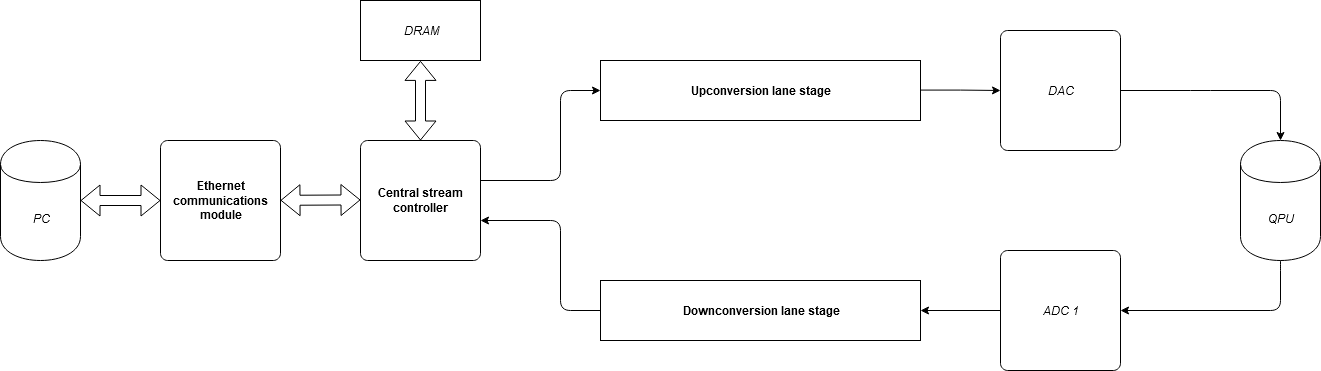 DRAM
Upconversion lane stage
DAC
PC
Ethernet
communications
module
Central stream
controller
QPU
Downconversion lane stage
ADC 1